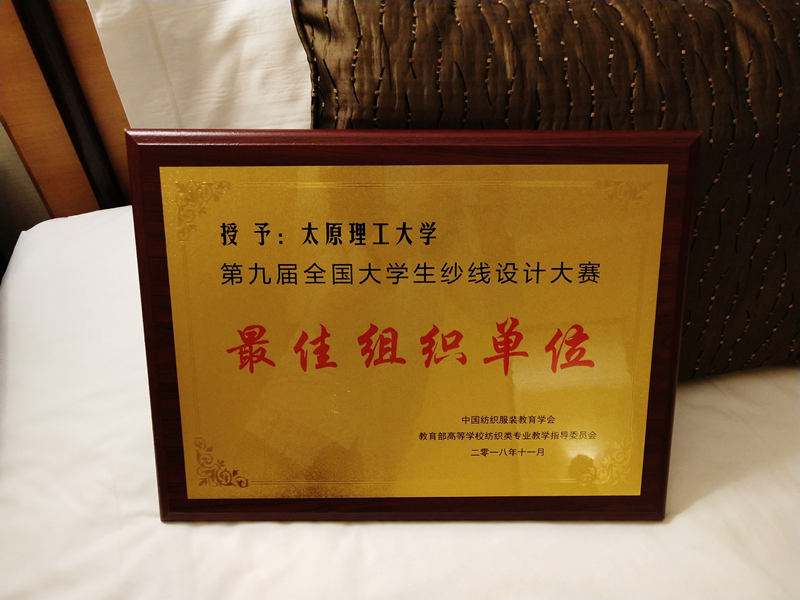 授 予：太原理工大学
第九届全国大学生纱线设计大赛
最佳组织单位
中国纺织服装教育学会
教育部高等学校纺织类专业教学指导委员会
二零一八年十一月